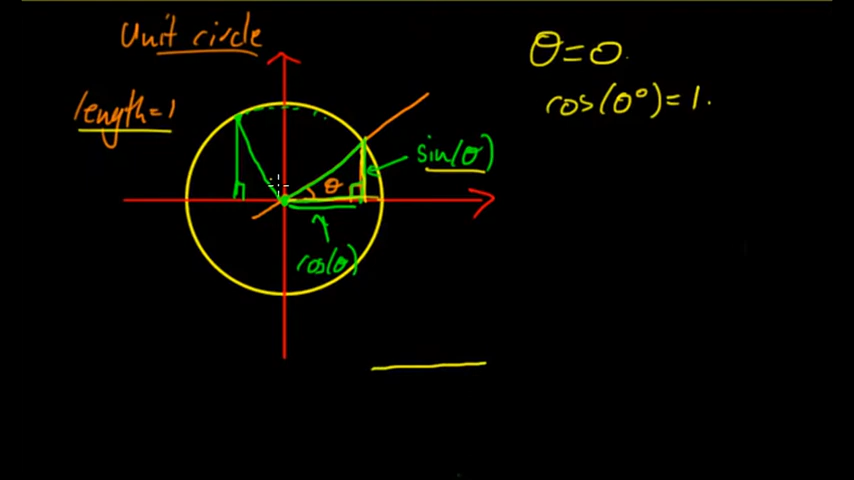 Unit circle
length=1
θ=0.
cos(0°)=1.
sin(θ)
θ
cos(θ)